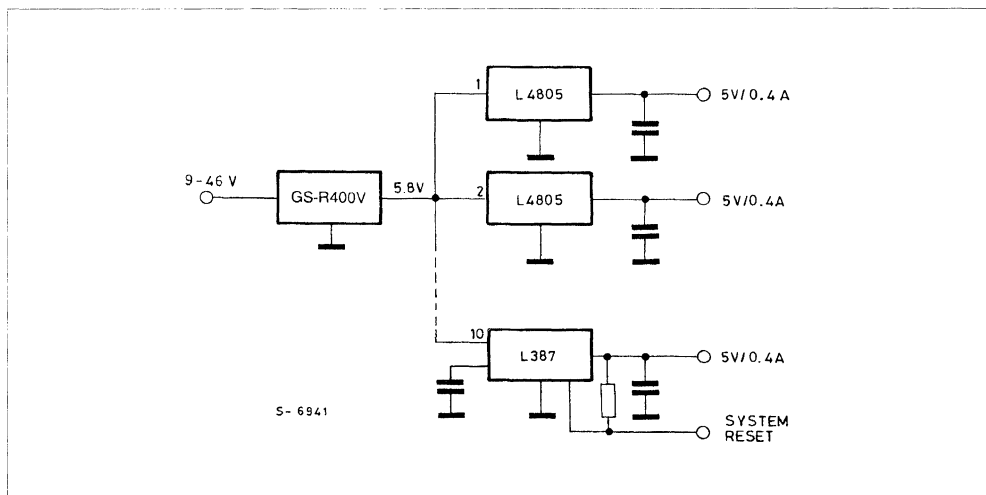 1
L4805
5V/0.4A
9-46 V
GS-R400V
5.8V
2
L4805
5V/0.4A
10
L387
5V/0.4A
S-6941
SYSTEM
RESET